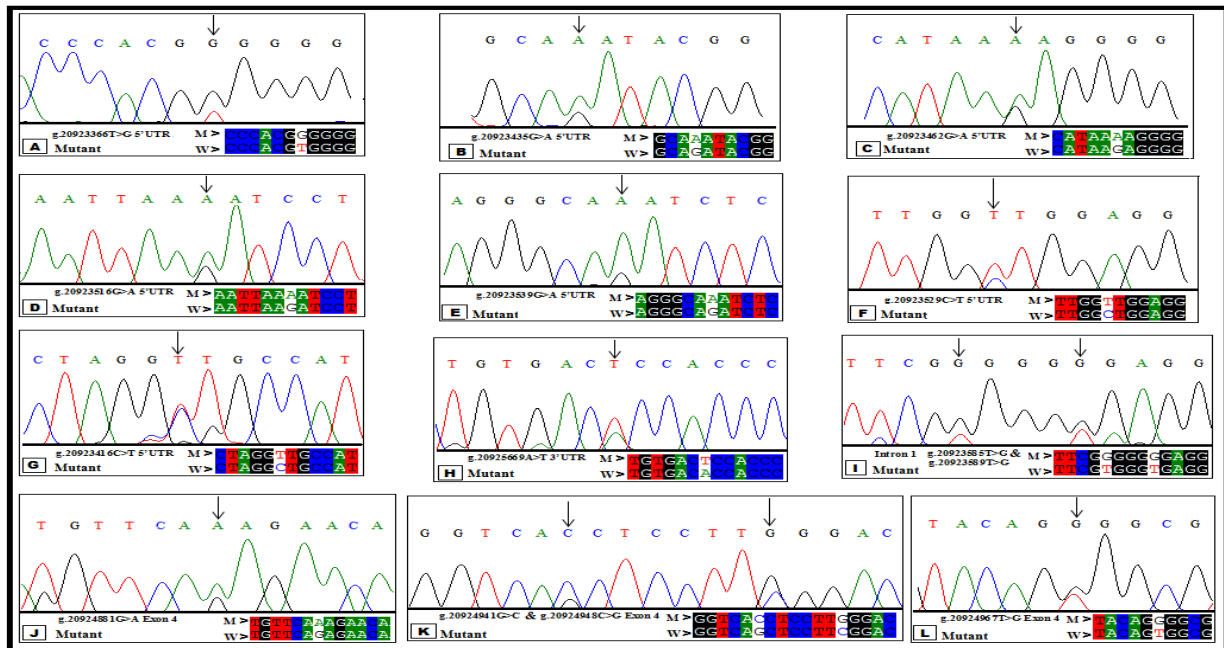 C C C A C G G G G G G
g.20923366T>G 5'UTR M> CCCACGGGGGG
A Mutant W> CCCACGTGGGG
G C A A A T A C G G
g.20923435G>A 5'UTR M> GCAAATACGG
B Mutant W> GCAGATACGG
C A T A A A A G G G G
g.20923462G>A 5'UTR M> CATAAAAGGGG
C Mutant W> CATAAGAGGGG
A A T T A A A A T C C T
g.20923516G>A 5'UTR M> AATTAAAATCCT
D Mutant W> AATTAAGATCCT
A G G G C A A A T C T C
g.20923539G>A 5'UTR M> AGGGCAAATCTC
E Mutant W> AGGGCAGATCTC
T T G G T T G G A G G
g.20923529C>T 5'UTR M> TTGGTTGGAGG
F Mutant W> TTGGCTGGAGG
C T A G G T T G C C A T
g.20923416C>T 5'UTR M> CTAGGTTGCCAT
G Mutant W> CTAGGCTGCCAT
T G T G A C T C C A C C C
g.20925669A>T 3'UTR M> TGTGACTCCACCC
H Mutant W> TGTGACACCACCC
T T C G G G G G G A G G
Intron 1 g.20923585T>G & g.20923589T>G M> TTCGGGGGGAGG
I Mutant W> TTCGTGGGTGAGG
T G T T C A A A G A A C A
g.20924881G>A Exon 4 M> TGTTCAAAGAACA
J Mutant W> TGTTCAGAGAACA
G G T C A C C T C C T T G G G A C
g.20924941G>C & g.20924948C>G Exon 4 M> GGTCACCTCCTTGGGAC
K Mutant W> GGTCAGCTCCTTCGGAC
T A C A G G G G C G
g.20924967T>G Exon 4 M> TACAGGGGCG
L Mutant W> TACAGTGGCG